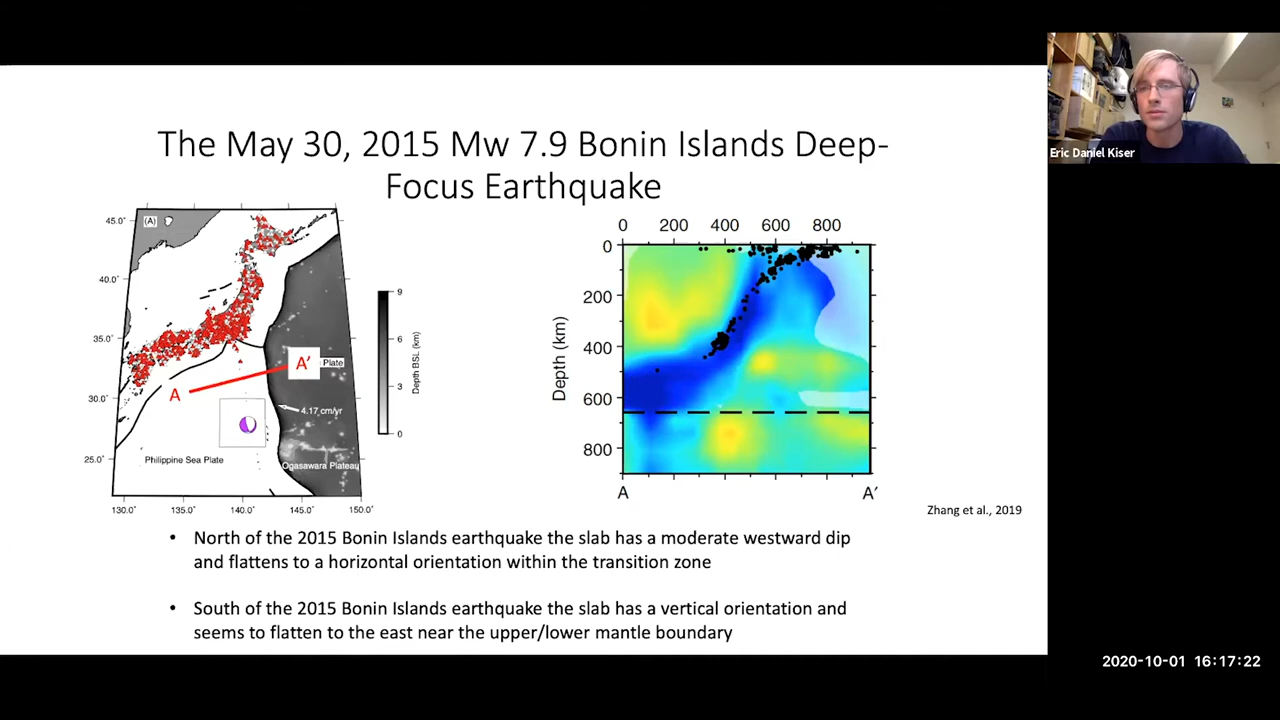 The May 30, 2015 Mw 7.9 Bonin Islands Deep-
Focus Earthquake
Eric Daniel Kiser
(A)
45.0˚
40.0˚
35.0˚
30.0˚
25.0˚
130.0˚
135.0˚
140.0˚
145.0˚
150.0˚
A
A′
Plate
4.17 cm/yr
Philippine Sea Plate
Ogasawara Plateau
9
6
3
0
Depth BSL (km)
0 200 400 600 800
0
200
400
600
800
Depth (km)
A
A′
Zhang et al., 2019
• North of the 2015 Bonin Islands earthquake the slab has a moderate westward dip
and flattens to a horizontal orientation within the transition zone
• South of the 2015 Bonin Islands earthquake the slab has a vertical orientation and
seems to flatten to the east near the upper/lower mantle boundary
2020-10-01 16:17:22